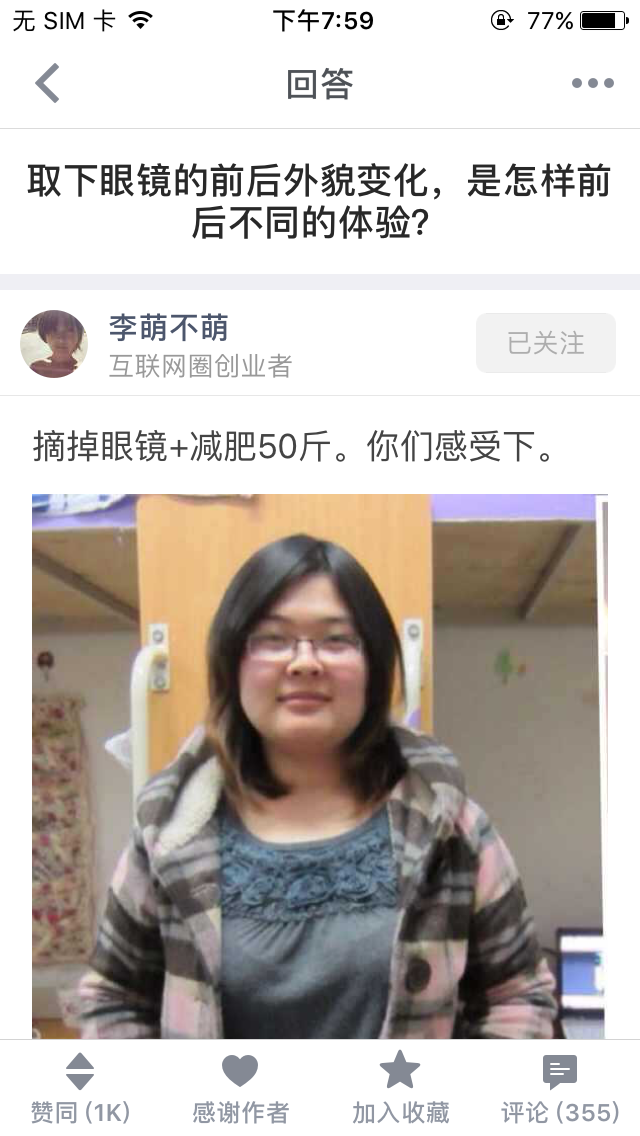 无 SIM 卡 下午7:59 77%
回答
取下眼镜的前后外貌变化，是怎样前
后不同的体验?
李萌不萌
互联网圈创业者
已关注
摘掉眼镜+减肥50斤。你们感受下。
赞同 (1K) 感谢作者 加入收藏 评论 (355)